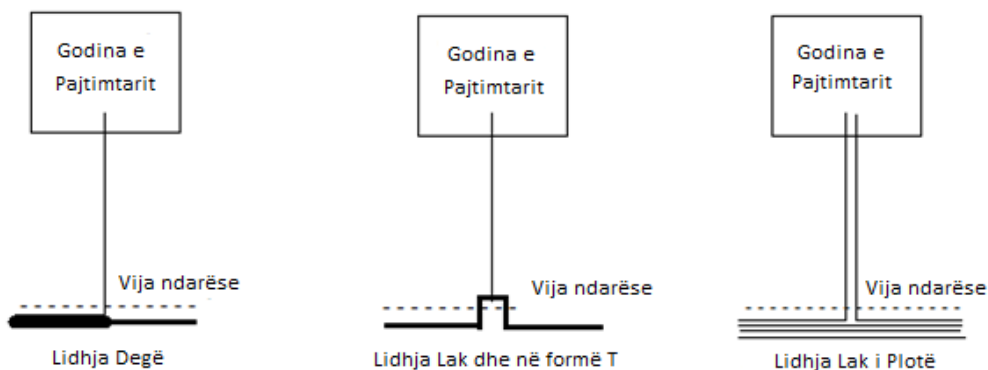 Godina e
Pajtimtarit
Godina e
Pajtimtarit
Godina e
Pajtimtarit
Vija ndarëse
Vija ndarëse
Vija ndarëse
Lidhja Degë
Lidhja Lak dhe në formë T
Lidhja Lak i Plotë